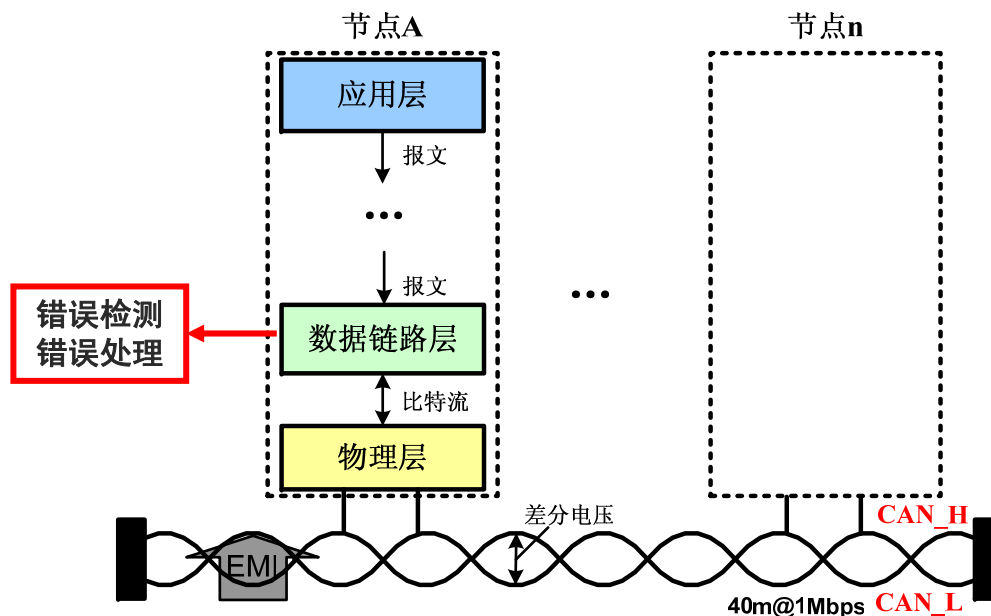 节点A
节点n
应用层
报文
...
报文
...
错误检测
错误处理
数据链路层
比特流
物理层
差分电压
CAN_H
EMI
40m@1Mbps
CAN_L